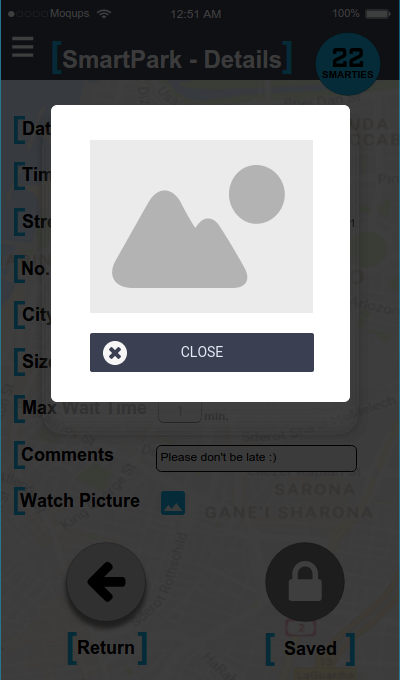 Moqups 12:51 AM 100%
[SmartPark - Details]
22
SMARTIES
[Dat
[Tim
[Stre
[No.
[City
[Size
[Max Wait Time 1 min.
[Comments Please don't be late :)
[Watch Picture
CLOSE
SARONA
GANE'I SHARONA
2
[Return] [Saved]